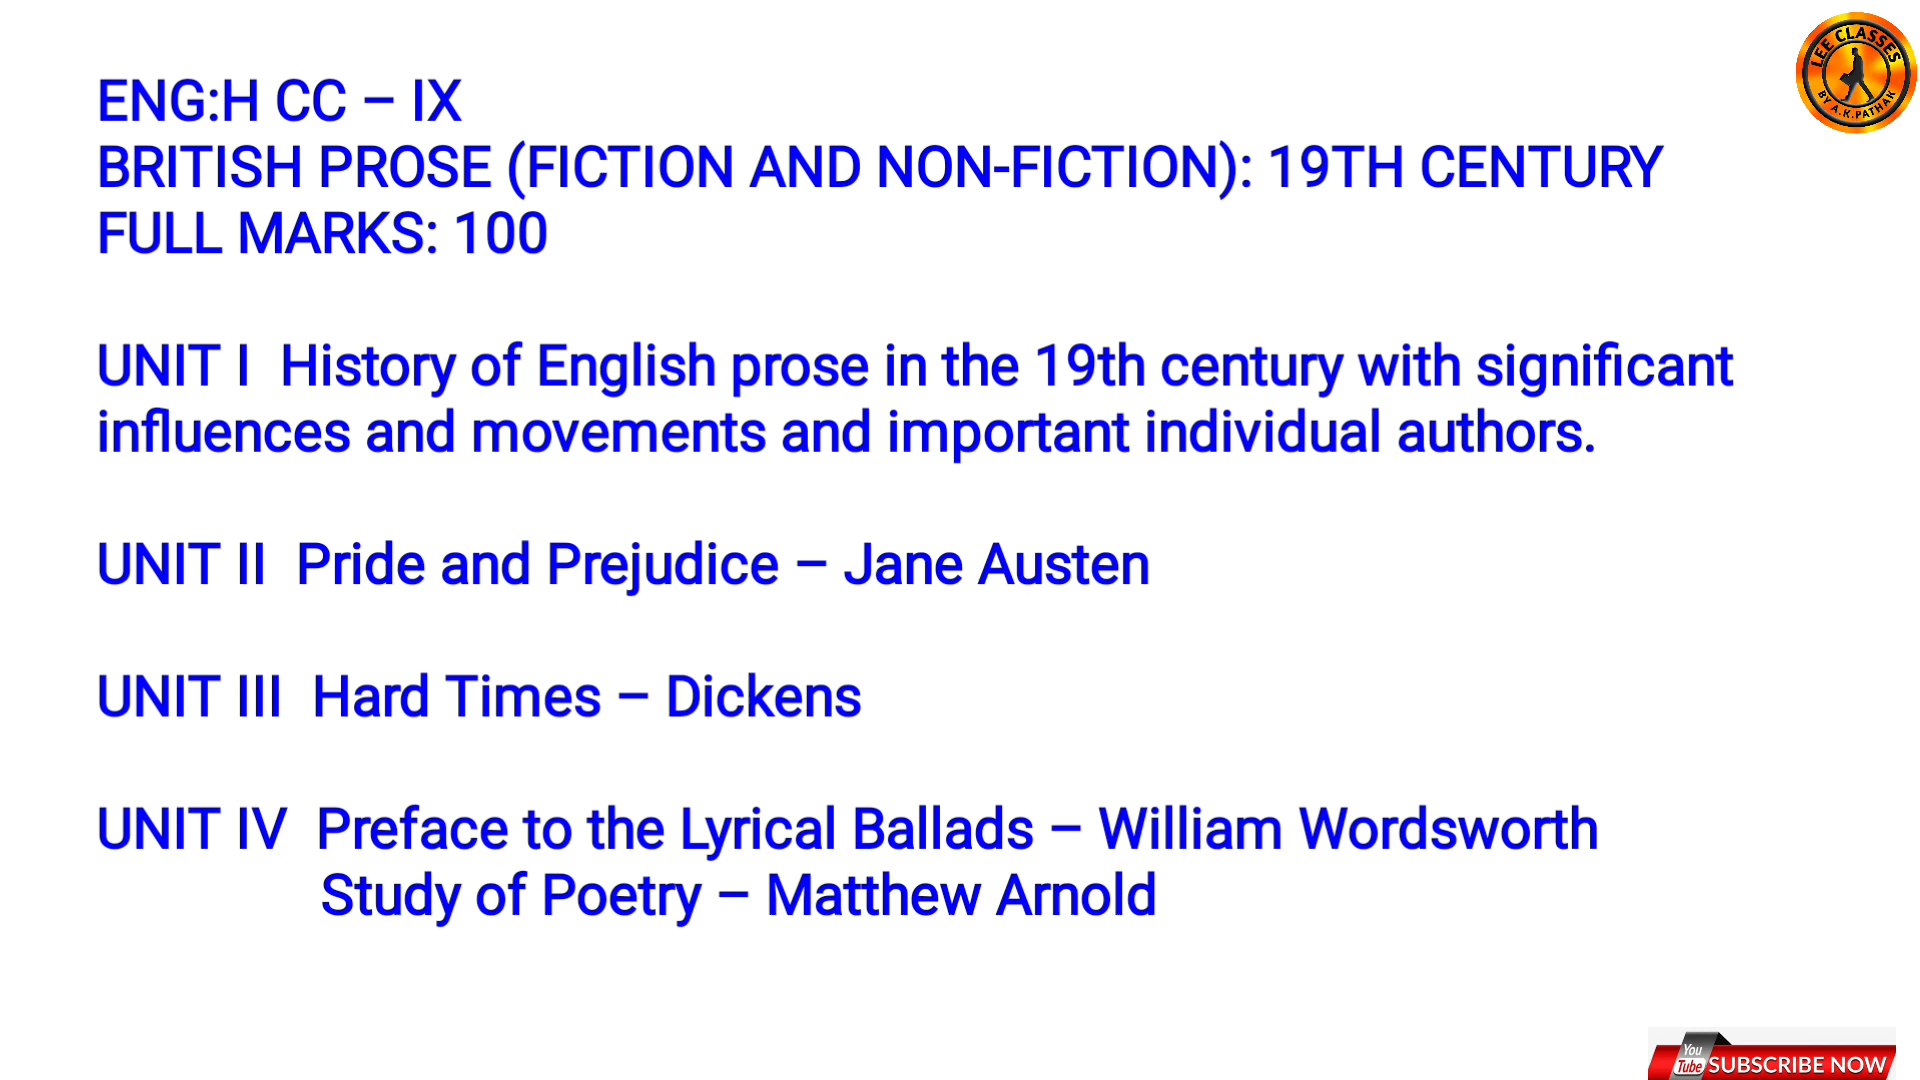 LEE CLASSES
BY A.K.PATHAK
ENG:H CC – IX
BRITISH PROSE (FICTION AND NON-FICTION): 19TH CENTURY
FULL MARKS: 100
UNIT I  History of English prose in the 19th century with significant
influences and movements and important individual authors.
UNIT II  Pride and Prejudice – Jane Austen
UNIT III  Hard Times – Dickens
UNIT IV  Preface to the Lyrical Ballads – William Wordsworth
Study of Poetry – Matthew Arnold
You
Tube
SUBSCRIBE NOW